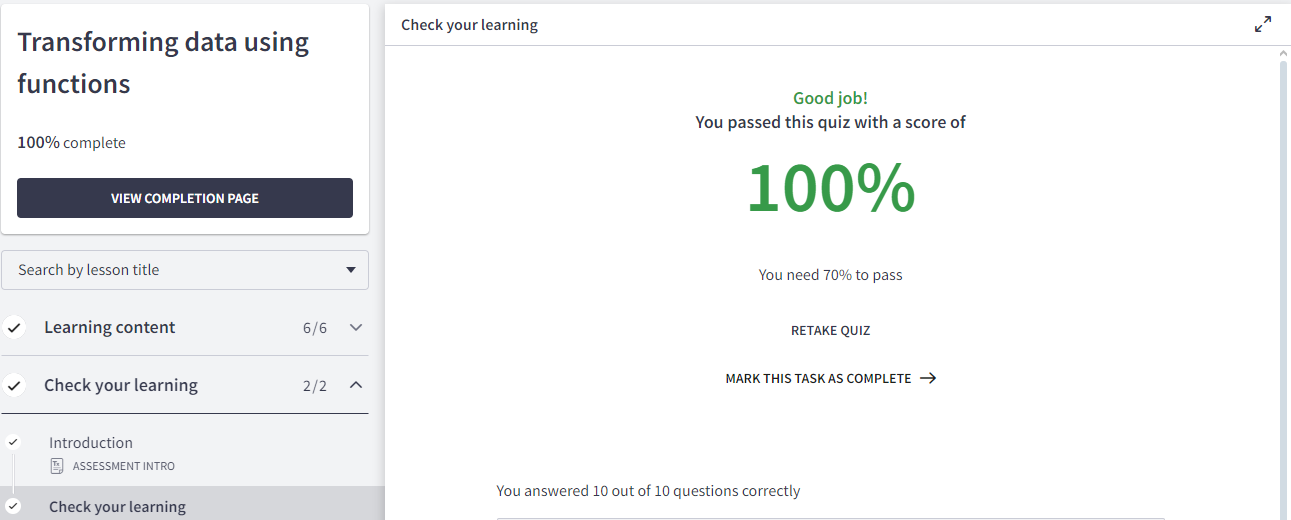 Transforming data using
functions
100% complete
VIEW COMPLETION PAGE
Search by lesson title
Learning content 6/6
Check your learning 2/2
Introduction
ASSESSMENT INTRO
Check your learning
Check your learning
Good job!
You passed this quiz with a score of
100%
You need 70% to pass
RETAKE QUIZ
MARK THIS TASK AS COMPLETE
You answered 10 out of 10 questions correctly